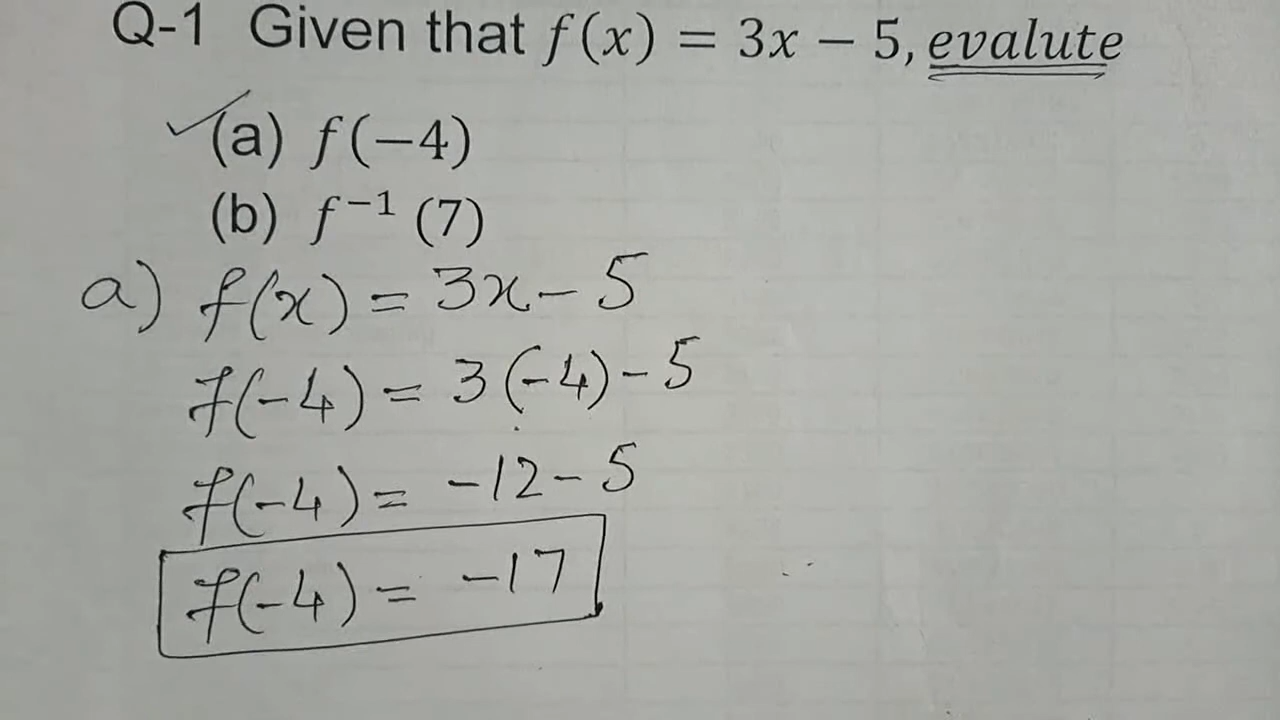 Q-1 Given that f(x) = 3x − 5, evalute
(a) f(−4)
(b) f⁻¹ (7)
a) f(x) = 3x − 5
f(−4) = 3(−4) − 5
f(−4) = −12 − 5
f(−4) = −17